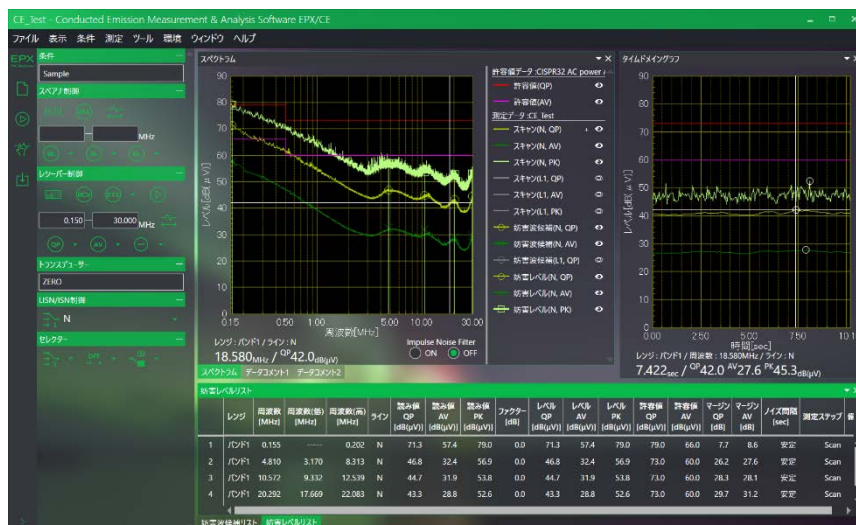 CE_Test - Conducted Emission Measurement & Analysis Software EPX/CE
ファイル 表示 条件 測定 ツール 環境 ウィンドウ ヘルプ
EPX
条件
Sample
スペアナ制御
MHz
レシーバー制御
0.150 - 30.000 MHz
QP AV
トランスデューサー
ZERO
LISN/ISN制御
N
セレクター
スペクトラム
90
80
70
60
50
40
30
20
10
0
レベル[dB(μV)]
0.15 0.50 1.00 5.00 10.00 30.00
周波数[MHz]
レンジ : バンド1 / ライン : N
18.580MHz / QP42.0dB(μV)
Impulse Noise Filter
ON OFF
許容値データ :CISPR32 AC power
許容値(QP)
許容値(AV)
測定データ :CE_Test
スキャン(N, QP)
スキャン(N, AV)
スキャン(N, PK)
スキャン(L1, QP)
スキャン(L1, AV)
スキャン(L1, PK)
妨害波候補(N, QP)
妨害波候補(N, AV)
妨害波候補(L1, QP)
妨害レベル(N, QP)
妨害レベル(N, AV)
妨害レベル(N, PK)
スペクトラム データコメント1 データコメント2
タイムドメイングラフ
90
80
70
60
50
40
30
20
10
0
レベル[dB(μV)]
0.00 2.50 5.00 7.50 10.1
時間[sec]
レンジ : バンド1 / 周波数 : 18.580MHz / ライン : N
7.422sec / QP42.0 AV27.6 PK45.3dB(μV)
妨害レベルリスト
レンジ 周波数 [MHz] 周波数(低) [MHz] 周波数(高) [MHz] ライン 読み値 QP [dB(μV)] 読み値 AV [dB(μV)] 読み値 PK [dB(μV)] ファクター [dB] レベル QP [dB(μV)] レベル AV [dB(μV)] レベル PK [dB(μV)] 許容値 QP [dB(μV)] 許容値 AV [dB(μV)] マージン QP [dB] マージン AV [dB] ノイズ間隔 [sec] 測定ステップ 備
1 バンド1 0.155 ----- 0.202 N 71.3 57.4 79.0 0.0 71.3 57.4 79.0 79.0 66.0 7.7 8.6 安定 Scan
2 バンド1 4.810 3.170 8.313 N 46.8 32.4 56.9 0.0 46.8 32.4 56.9 73.0 60.0 26.2 27.6 安定 Scan
3 バンド1 10.572 9.332 12.539 N 44.7 31.9 53.8 0.0 44.7 31.9 53.8 73.0 60.0 28.3 28.1 安定 Scan
4 バンド1 20.292 17.669 22.083 N 43.3 28.8 52.6 0.0 43.3 28.8 52.6 73.0 60.0 29.7 31.2 安定 Scan
妨害波候補リスト 妨害レベルリスト